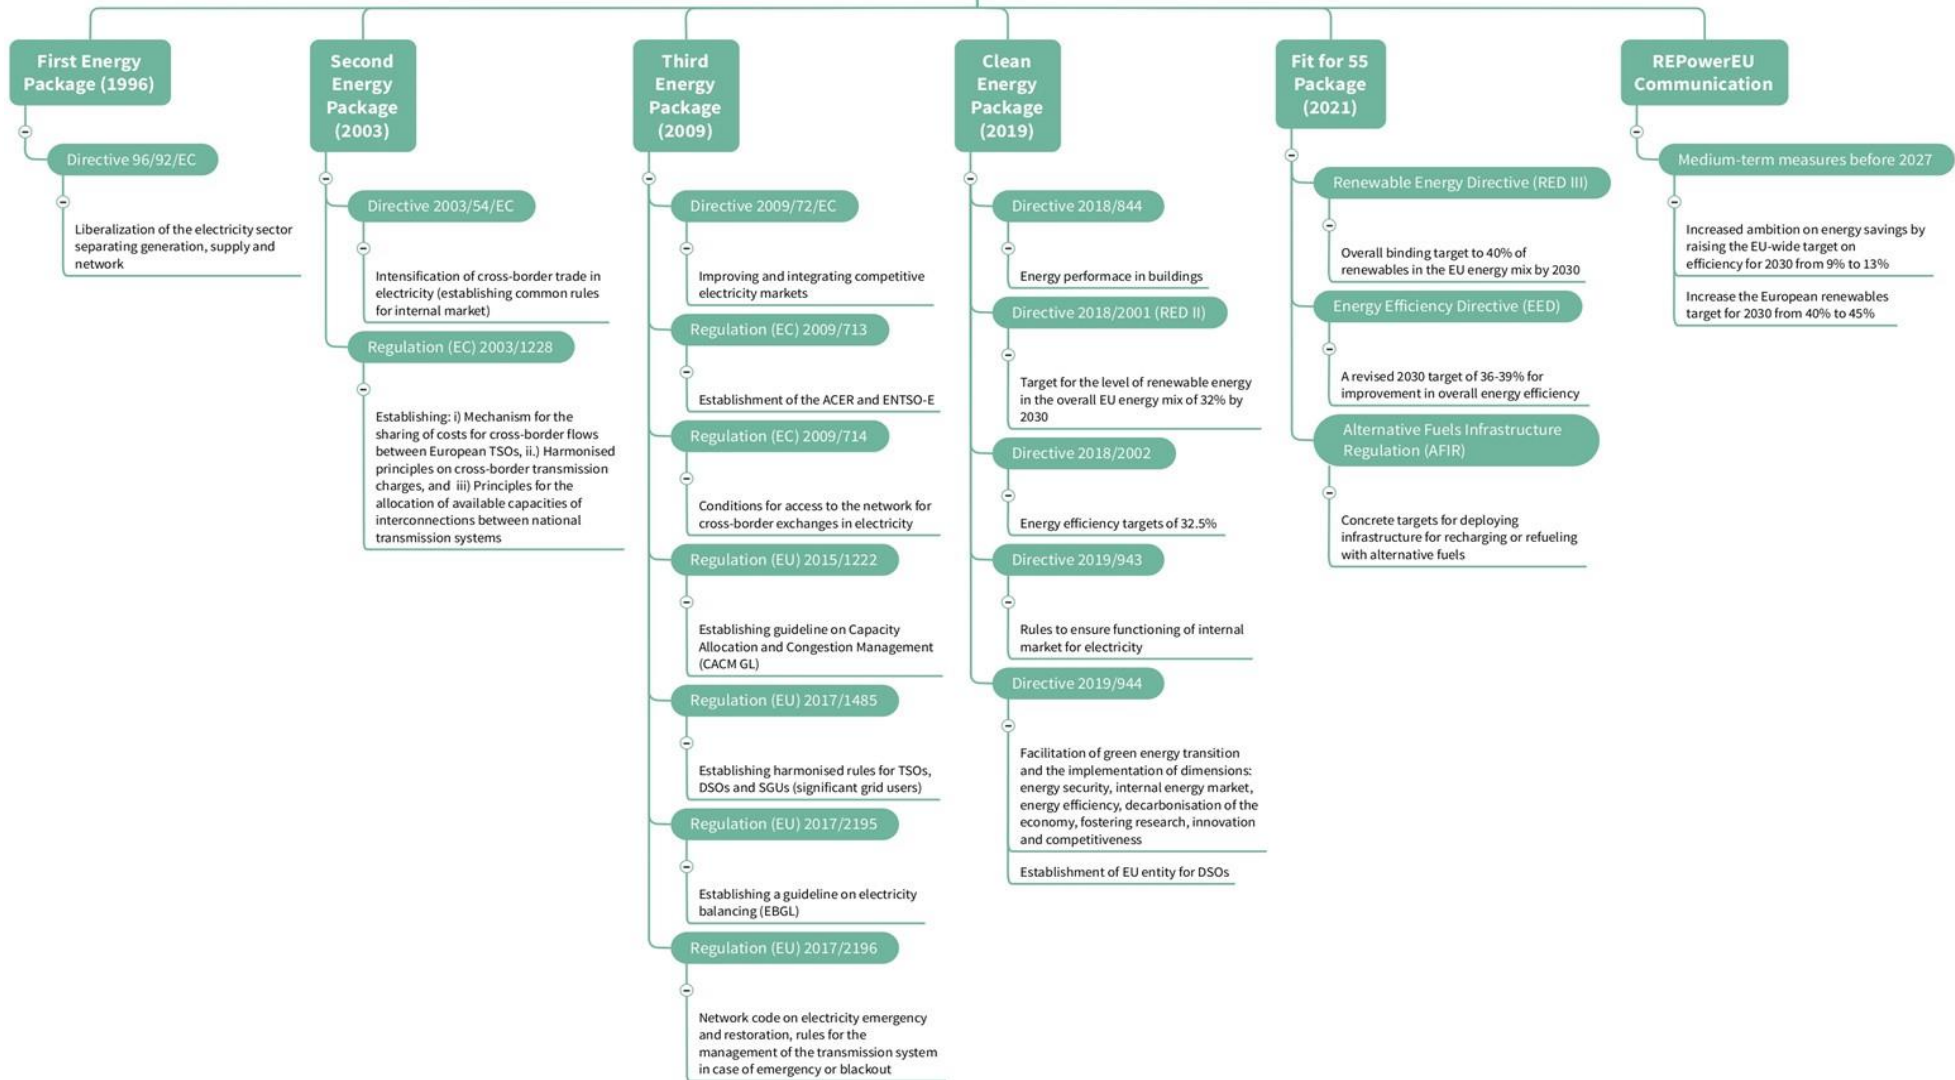 First Energy
Package (1996)
Directive 96/92/EC
Liberalization of the electricity sector
separating generation, supply and
network
Second
Energy
Package
(2003)
Directive 2003/54/EC
Intensification of cross-border trade in
electricity (establishing common rules
for internal market)
Regulation (EC) 2003/1228
Establishing: i) Mechanism for the
sharing of costs for cross-border flows
between European TSOs, ii.) Harmonised
principles on cross-border transmission
charges, and iii) Principles for the
allocation of available capacities of
interconnections between national
transmission systems
Third
Energy
Package
(2009)
Directive 2009/72/EC
Improving and integrating competitive
electricity markets
Regulation (EC) 2009/713
Establishment of the ACER and ENTSO-E
Regulation (EC) 2009/714
Conditions for access to the network for
cross-border exchanges in electricity
Regulation (EU) 2015/1222
Establishing guideline on Capacity
Allocation and Congestion Management
(CACM GL)
Regulation (EU) 2017/1485
Establishing harmonised rules for TSOs,
DSOs and SGUs (significant grid users)
Regulation (EU) 2017/2195
Establishing a guideline on electricity
balancing (EBGL)
Regulation (EU) 2017/2196
Network code on electricity emergency
and restoration, rules for the
management of the transmission system
in case of emergency or blackout
Clean
Energy
Package
(2019)
Directive 2018/844
Energy performace in buildings
Directive 2018/2001 (RED II)
Target for the level of renewable energy
in the overall EU energy mix of 32% by
2030
Directive 2018/2002
Energy efficiency targets of 32.5%
Directive 2019/943
Rules to ensure functioning of internal
market for electricity
Directive 2019/944
Facilitation of green energy transition
and the implementation of dimensions:
energy security, internal energy market,
energy efficiency, decarbonisation of the
economy, fostering research, innovation
and competitiveness
Establishment of EU entity for DSOs
Fit for 55
Package
(2021)
Renewable Energy Directive (RED III)
Overall binding target to 40% of
renewables in the EU energy mix by 2030
Energy Efficiency Directive (EED)
A revised 2030 target of 36-39% for
improvement in overall energy efficiency
Alternative Fuels Infrastructure
Regulation (AFIR)
Concrete targets for deploying
infrastructure for recharging or refueling
with alternative fuels
REPowerEU
Communication
Medium-term measures before 2027
Increased ambition on energy savings by
raising the EU-wide target on
efficiency for 2030 from 9% to 13%
Increase the European renewables
target for 2030 from 40% to 45%